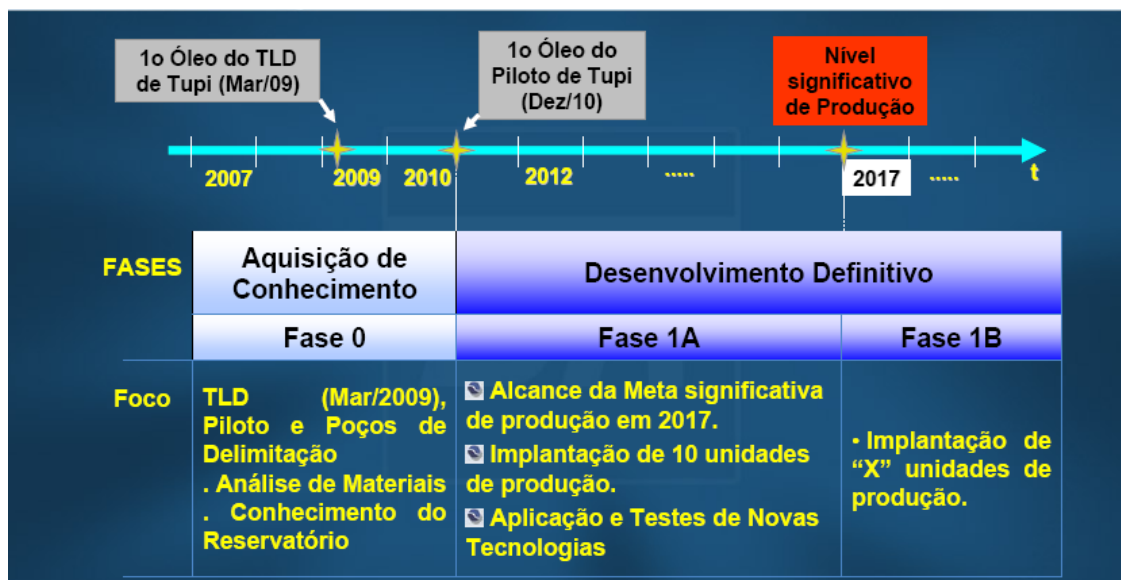 1o Óleo do TLD
de Tupi (Mar/09)
1o Óleo do
Piloto de Tupi
(Dez/10)
Nível
significativo
de Produção
2007
2009
2010
2012
.....
2017
.....
t
FASES
Aquisição de
Conhecimento
Desenvolvimento Definitivo
Fase 0
Fase 1A
Fase 1B
Foco
TLD (Mar/2009),
Piloto e Poços de
Delimitação
. Análise de Materiais
. Conhecimento do
Reservatório
Alcance da Meta significativa
de produção em 2017.
Implantação de 10 unidades
de produção.
Aplicação e Testes de Novas
Tecnologias
• Implantação de
“X” unidades de
produção.